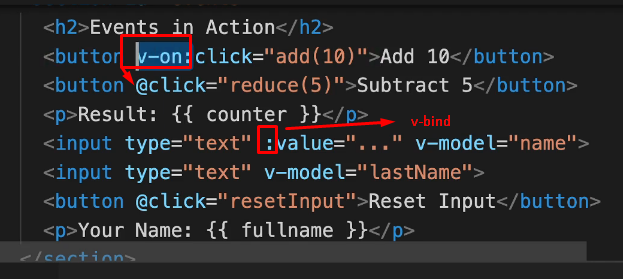 <h2>Events in Action</h2>
<button v-on:click="add(10)">Add 10</button>
<button @click="reduce(5)">Subtract 5</button>
<p>Result: {{ counter }}</p>
v-bind
<input type="text" :value="..." v-model="name">
<input type="text" v-model="lastName">
<button @click="resetInput">Reset Input</button>
<p>Your Name: {{ fullname }}</p>
</section>